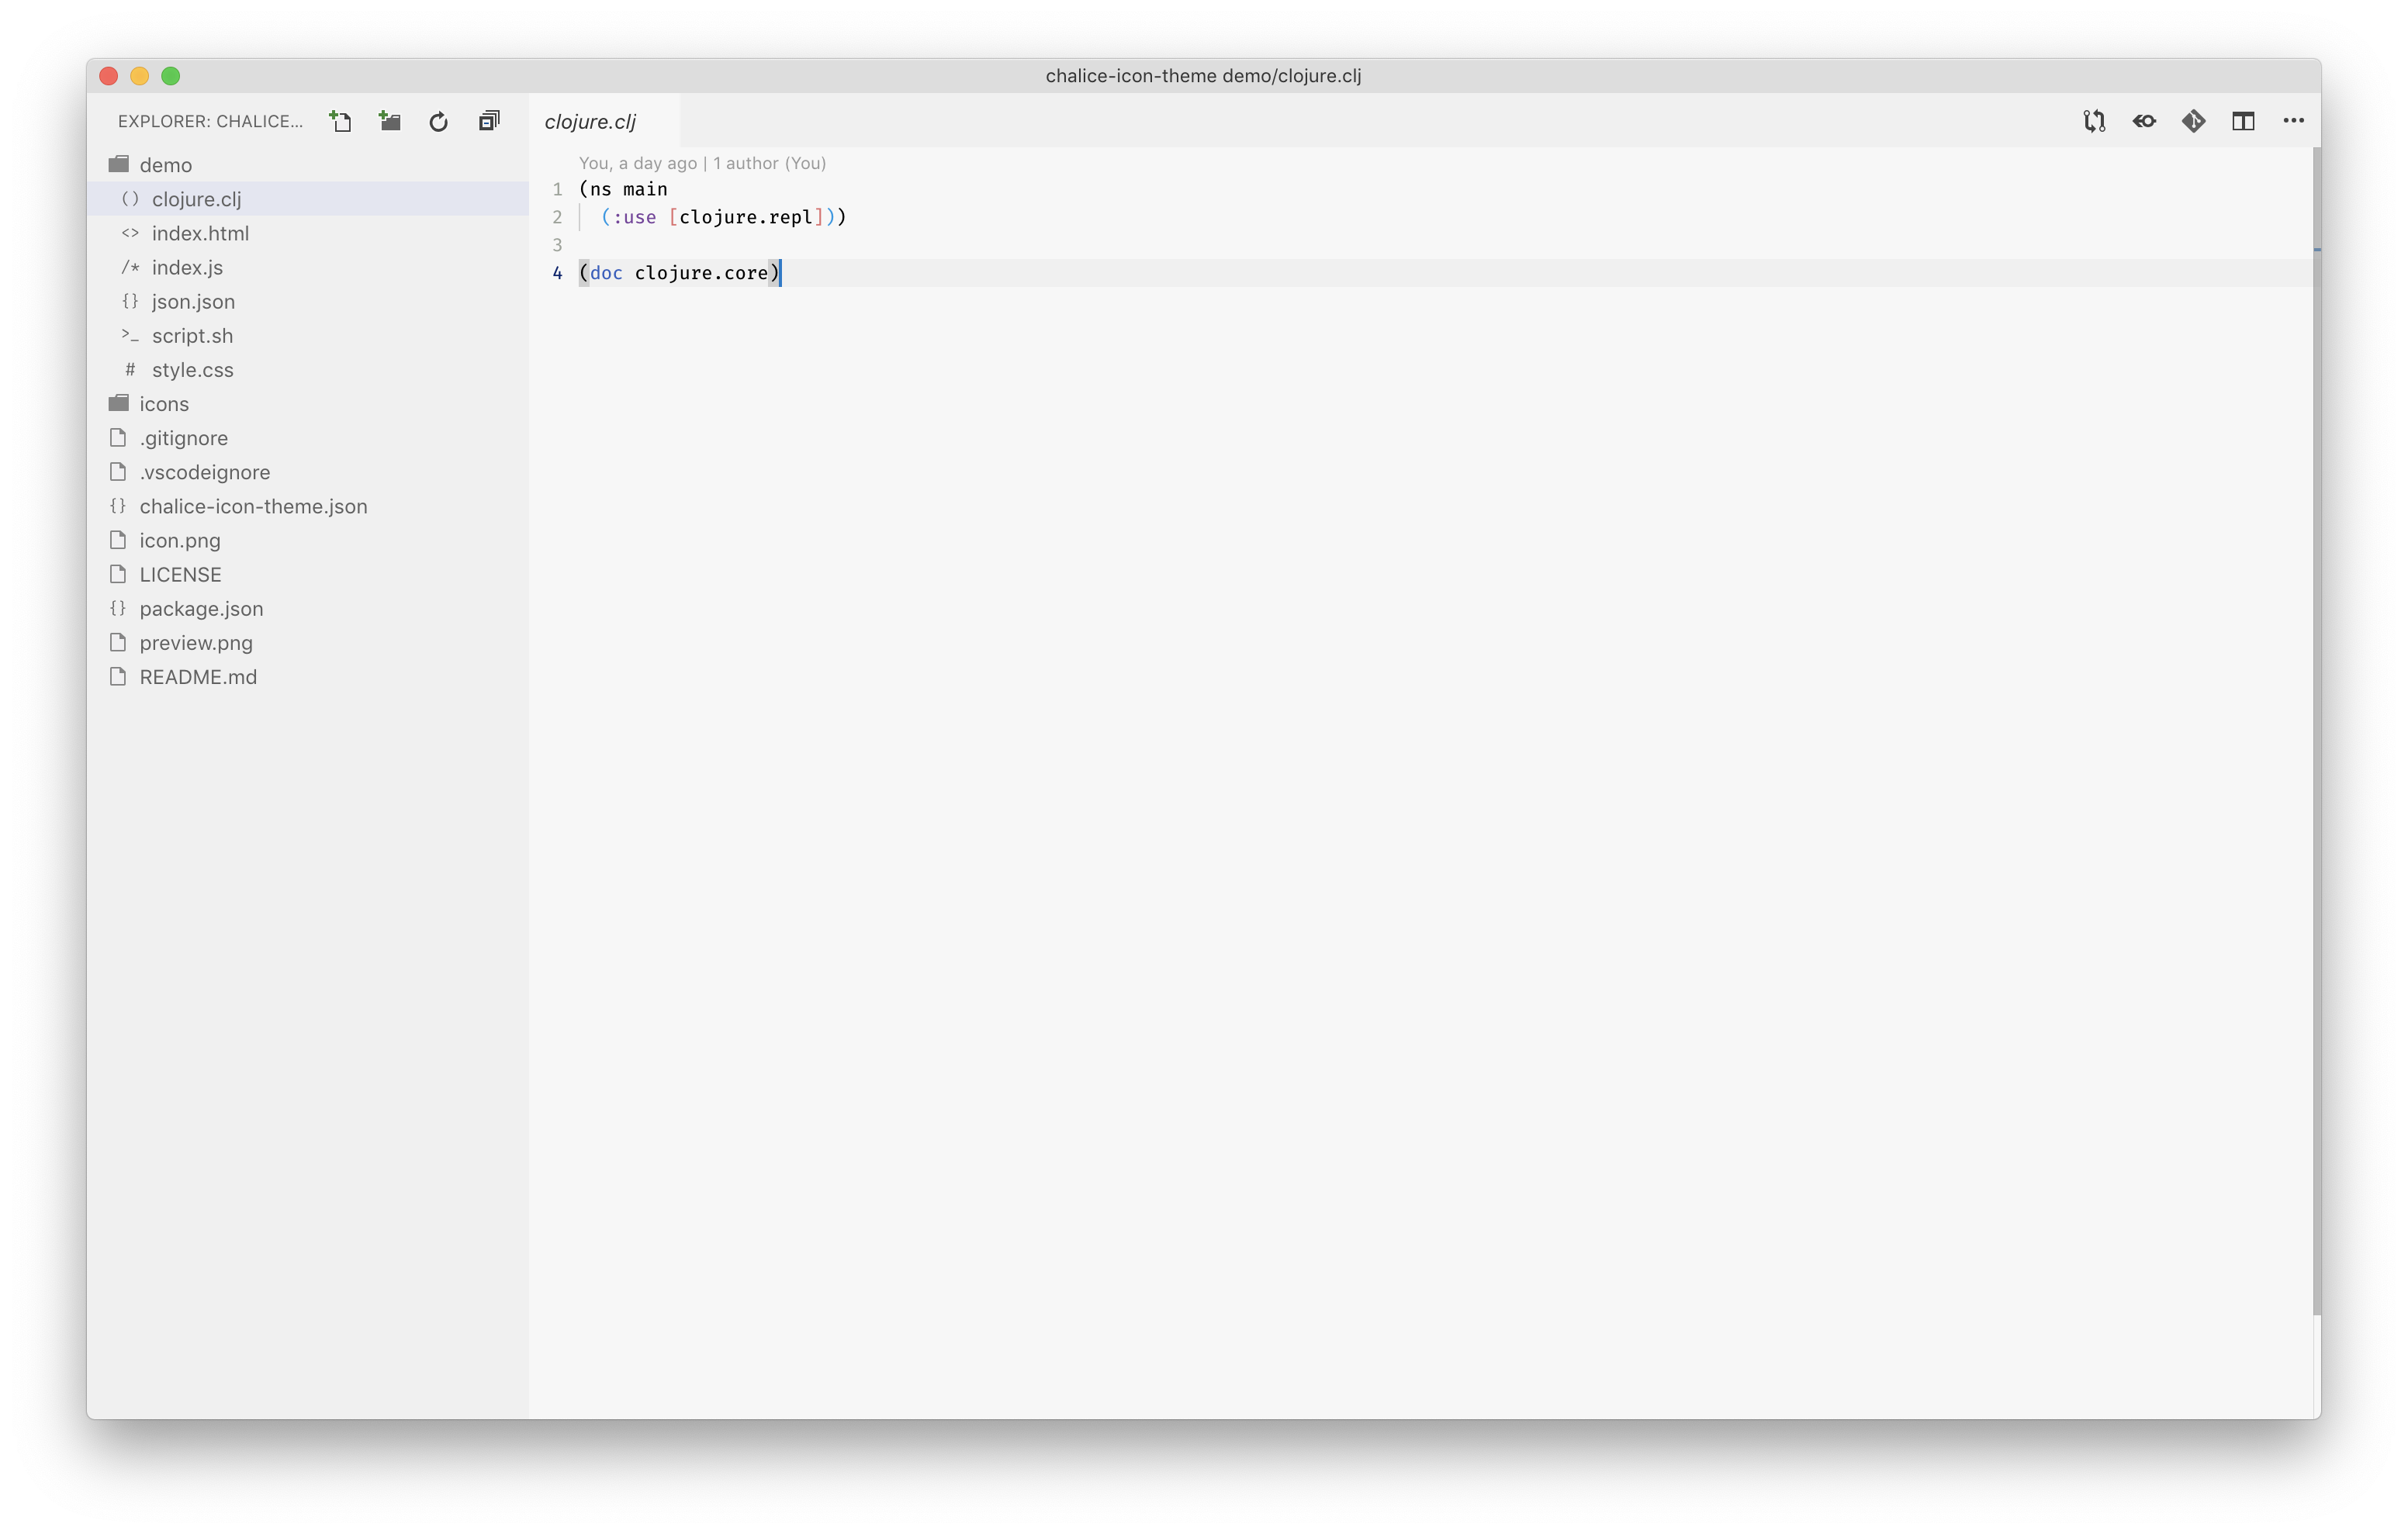 chalice-icon-theme demo/clojure.clj
EXPLORER: CHALICE...
clojure.clj
demo
() clojure.clj
<> index.html
/* index.js
{} json.json
>_ script.sh
# style.css
icons
.gitignore
.vscodeignore
{} chalice-icon-theme.json
icon.png
LICENSE
{} package.json
preview.png
README.md
You, a day ago | 1 author (You)
1 (ns main
2 (:use [clojure.repl]))
3
4 (doc clojure.core)